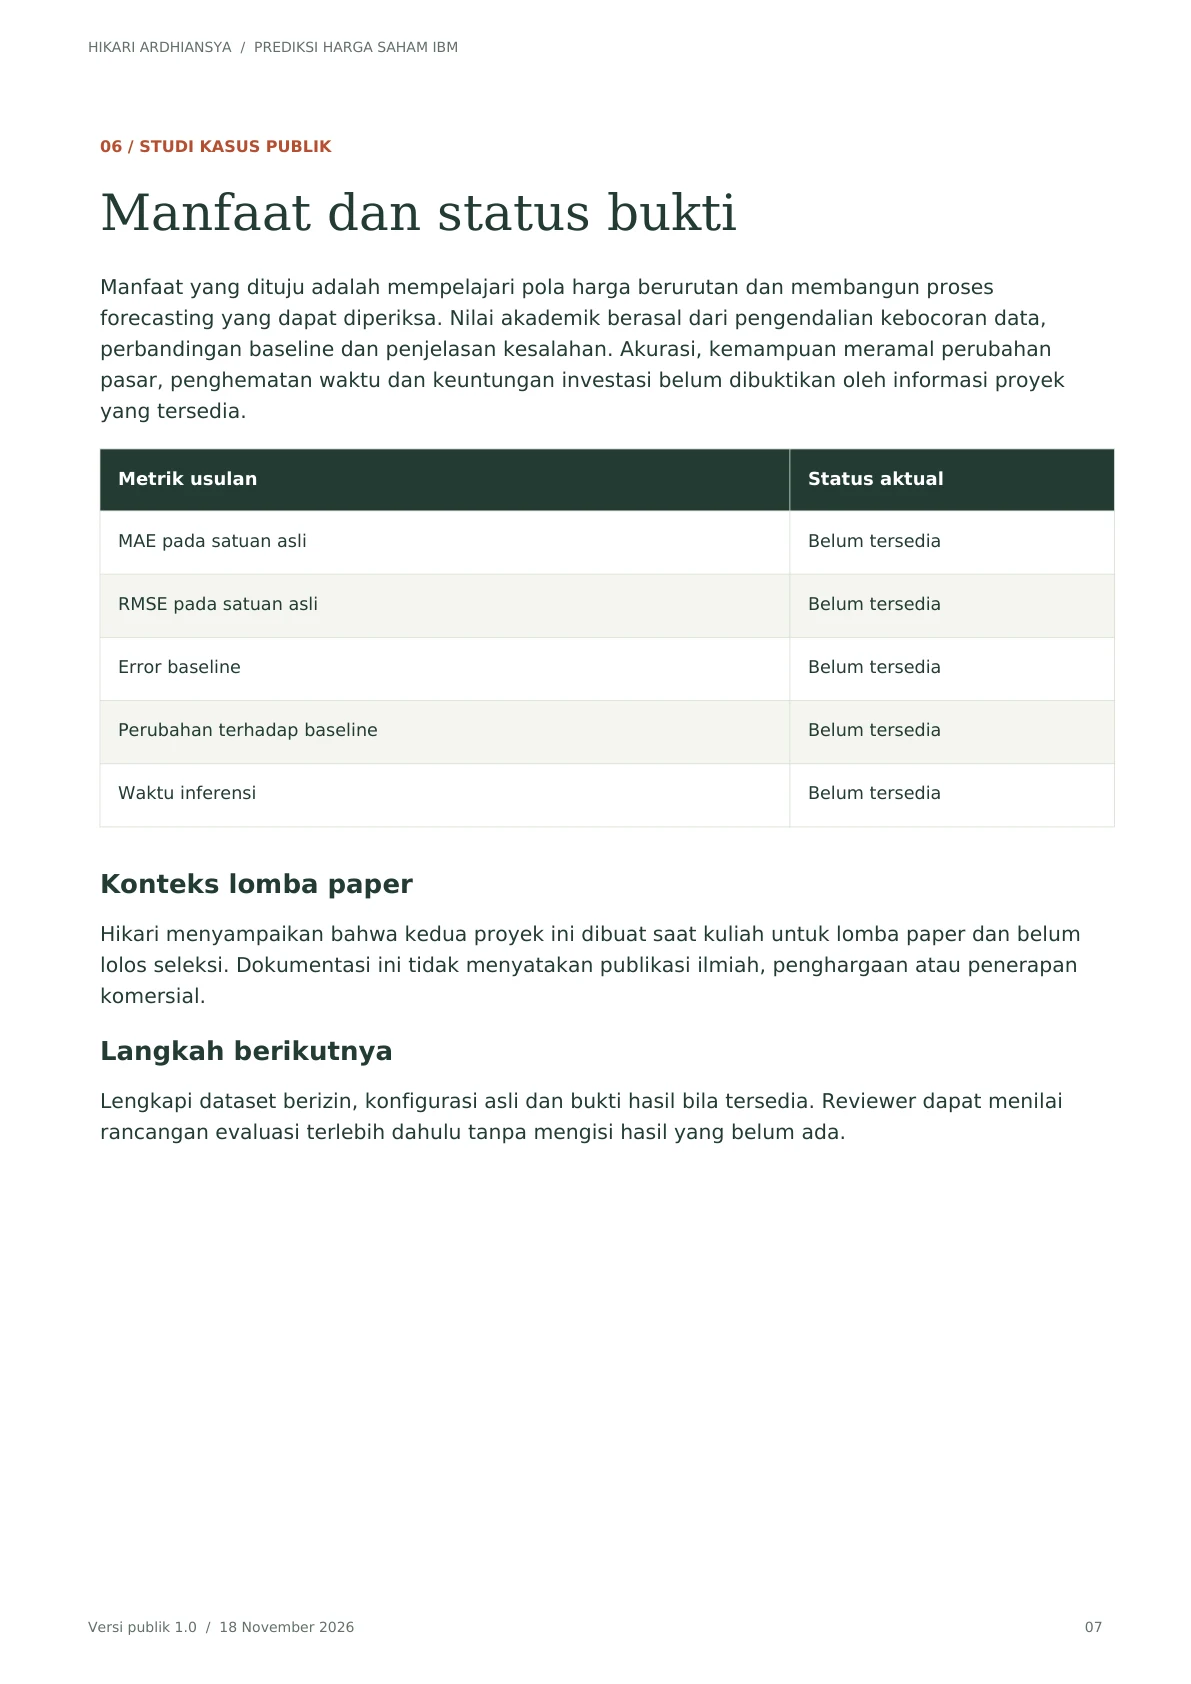 HIKARI ARDHIANSYA / PREDIKSI HARGA SAHAM IBM
06 / STUDI KASUS PUBLIK
Manfaat dan status bukti
Manfaat yang dituju adalah mempelajari pola harga berurutan dan membangun proses
forecasting yang dapat diperiksa. Nilai akademik berasal dari pengendalian kebocoran data,
perbandingan baseline dan penjelasan kesalahan. Akurasi, kemampuan meramal perubahan
pasar, penghematan waktu dan keuntungan investasi belum dibuktikan oleh informasi proyek
yang tersedia.
Metrik usulan Status aktual
MAE pada satuan asli Belum tersedia
RMSE pada satuan asli Belum tersedia
Error baseline Belum tersedia
Perubahan terhadap baseline Belum tersedia
Waktu inferensi Belum tersedia
Konteks lomba paper
Hikari menyampaikan bahwa kedua proyek ini dibuat saat kuliah untuk lomba paper dan belum
lolos seleksi. Dokumentasi ini tidak menyatakan publikasi ilmiah, penghargaan atau penerapan
komersial.
Langkah berikutnya
Lengkapi dataset berizin, konfigurasi asli dan bukti hasil bila tersedia. Reviewer dapat menilai
rancangan evaluasi terlebih dahulu tanpa mengisi hasil yang belum ada.
Versi publik 1.0 / 18 November 2026 07